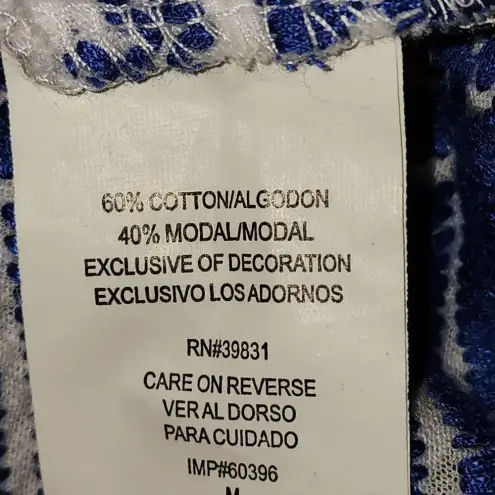 60% COTTON/ALGODON
40% MODAL/MODAL
EXCLUSIVE OF DECORATION
EXCLUSIVO LOS ADORNOS
RN#39831
CARE ON REVERSE
VER AL DORSO
PARA CUIDADO
IMP#60396
M